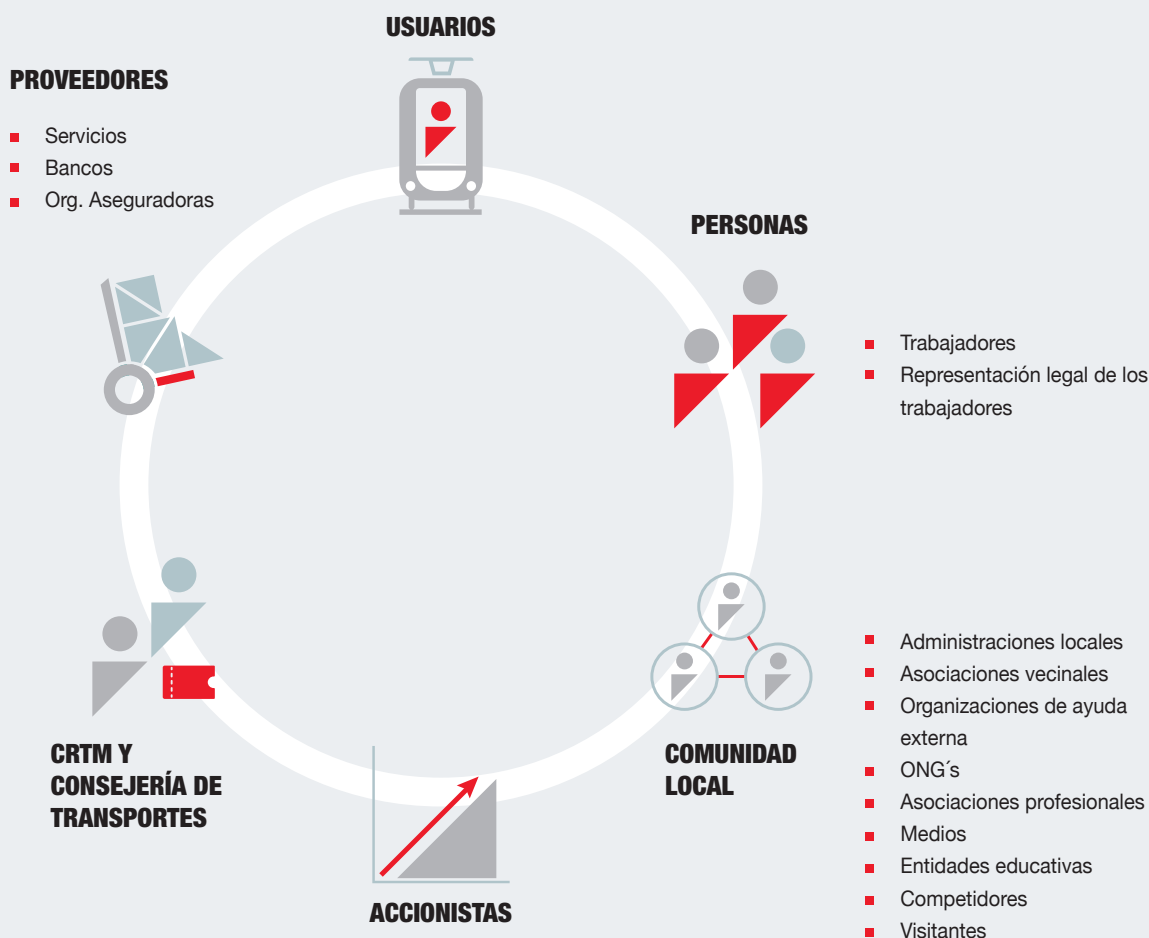 USUARIOS
PROVEEDORES
Servicios
Bancos
Org. Aseguradoras
PERSONAS
Trabajadores
Representación legal de los
trabajadores
COMUNIDAD
LOCAL
Administraciones locales
Asociaciones vecinales
Organizaciones de ayuda
externa
ONG´s
Asociaciones profesionales
Medios
Entidades educativas
Competidores
Visitantes
ACCIONISTAS
CRTM Y
CONSEJERÍA DE
TRANSPORTES